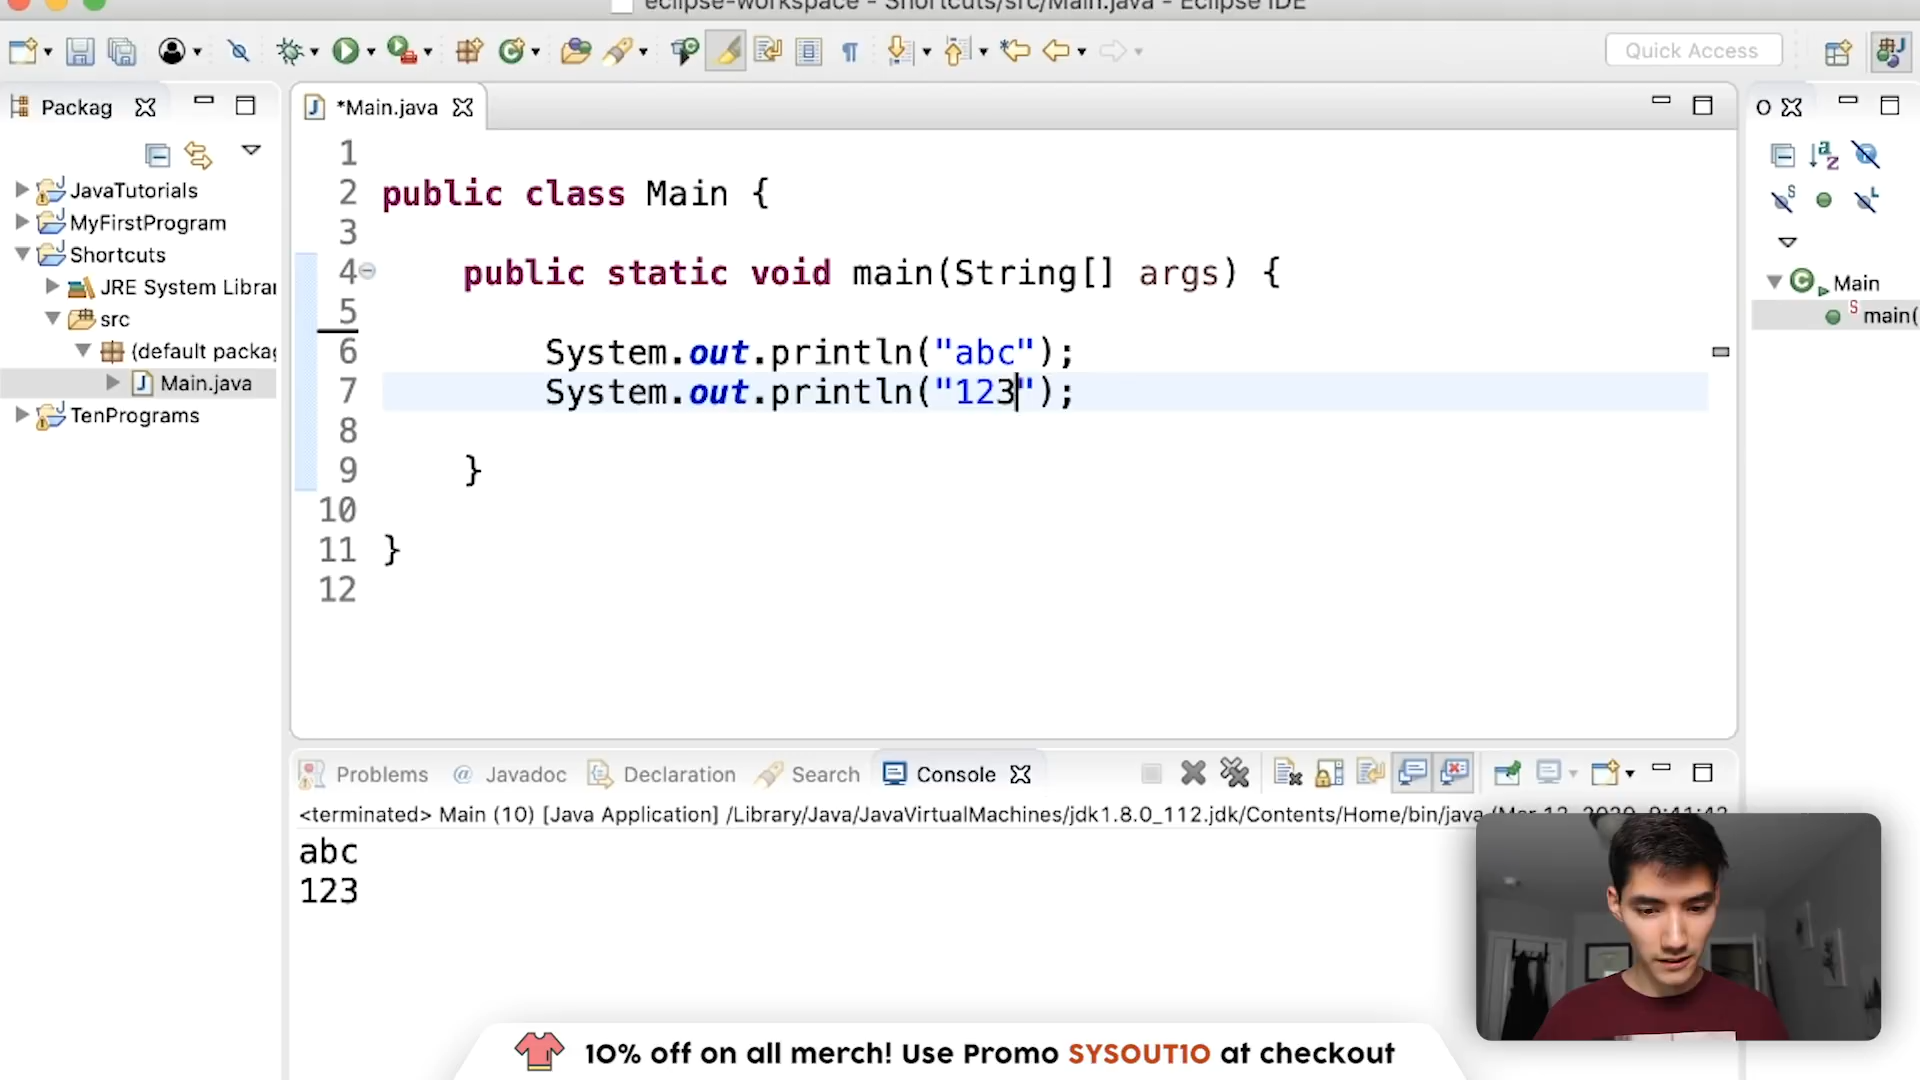 eclipse-workspace - Shortcuts/src/Main.java - Eclipse IDE
Quick Access
Packag
JavaTutorials
MyFirstProgram
Shortcuts
JRE System Librar
src
(default packag
Main.java
TenPrograms
*Main.java
1
2 public class Main {
3
4 public static void main(String[] args) {
5
6 System.out.println("abc");
7 System.out.println("123");
8
9 }
10
11 }
12
O
Main
main(
Problems @ Javadoc Declaration Search Console
<terminated> Main (10) [Java Application] /Library/Java/JavaVirtualMachines/jdk1.8.0_112.jdk/Contents/Home/bin/java
abc
123
10% off on all merch! Use Promo SYSOUT10 at checkout